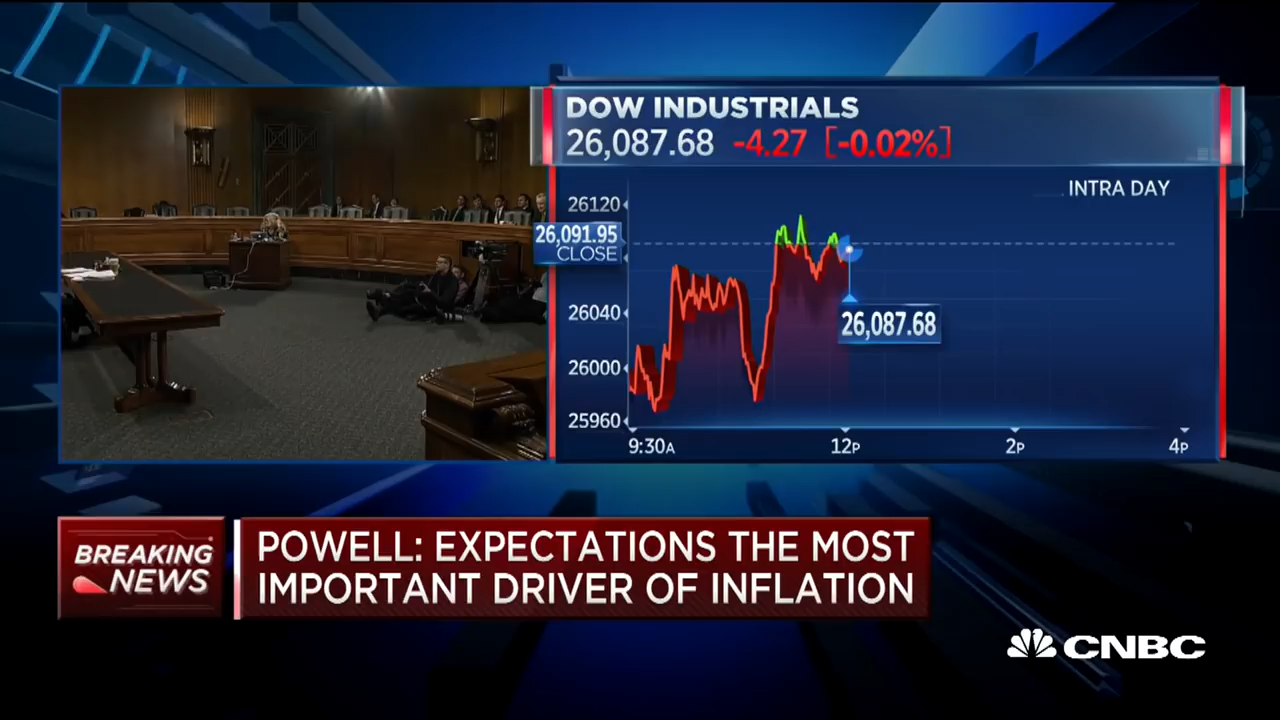 DOW INDUSTRIALS
26,087.68 -4.27 [-0.02%]
INTRA DAY
26120
26,091.95
CLOSE
26040
26000
25960
26,087.68
9:30A
12P
2P
4P
BREAKING
NEWS
POWELL: EXPECTATIONS THE MOST
IMPORTANT DRIVER OF INFLATION
CNBC